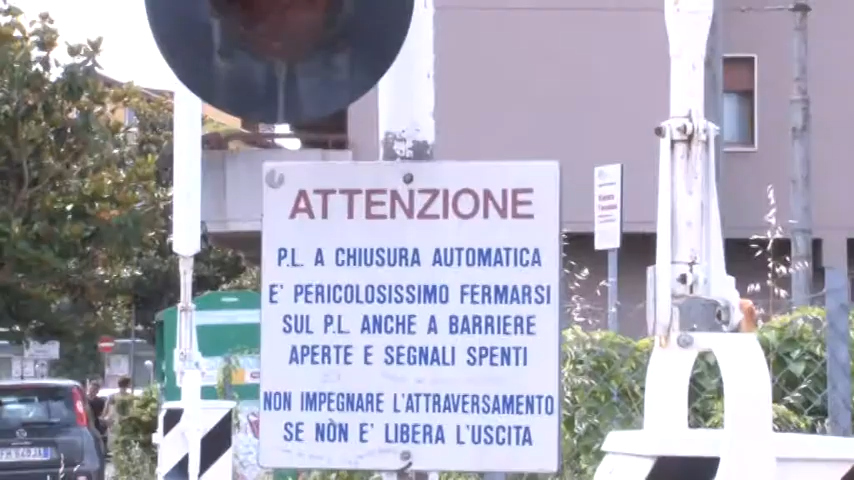 ATTENZIONE
P.L. A CHIUSURA AUTOMATICA
E' PERICOLOSISSIMO FERMARSI
SUL P.L. ANCHE A BARRIERE
APERTE E SEGNALI SPENTI
NON IMPEGNARE L'ATTRAVERSAMENTO
SE NÒN E' LIBERA L'USCITA